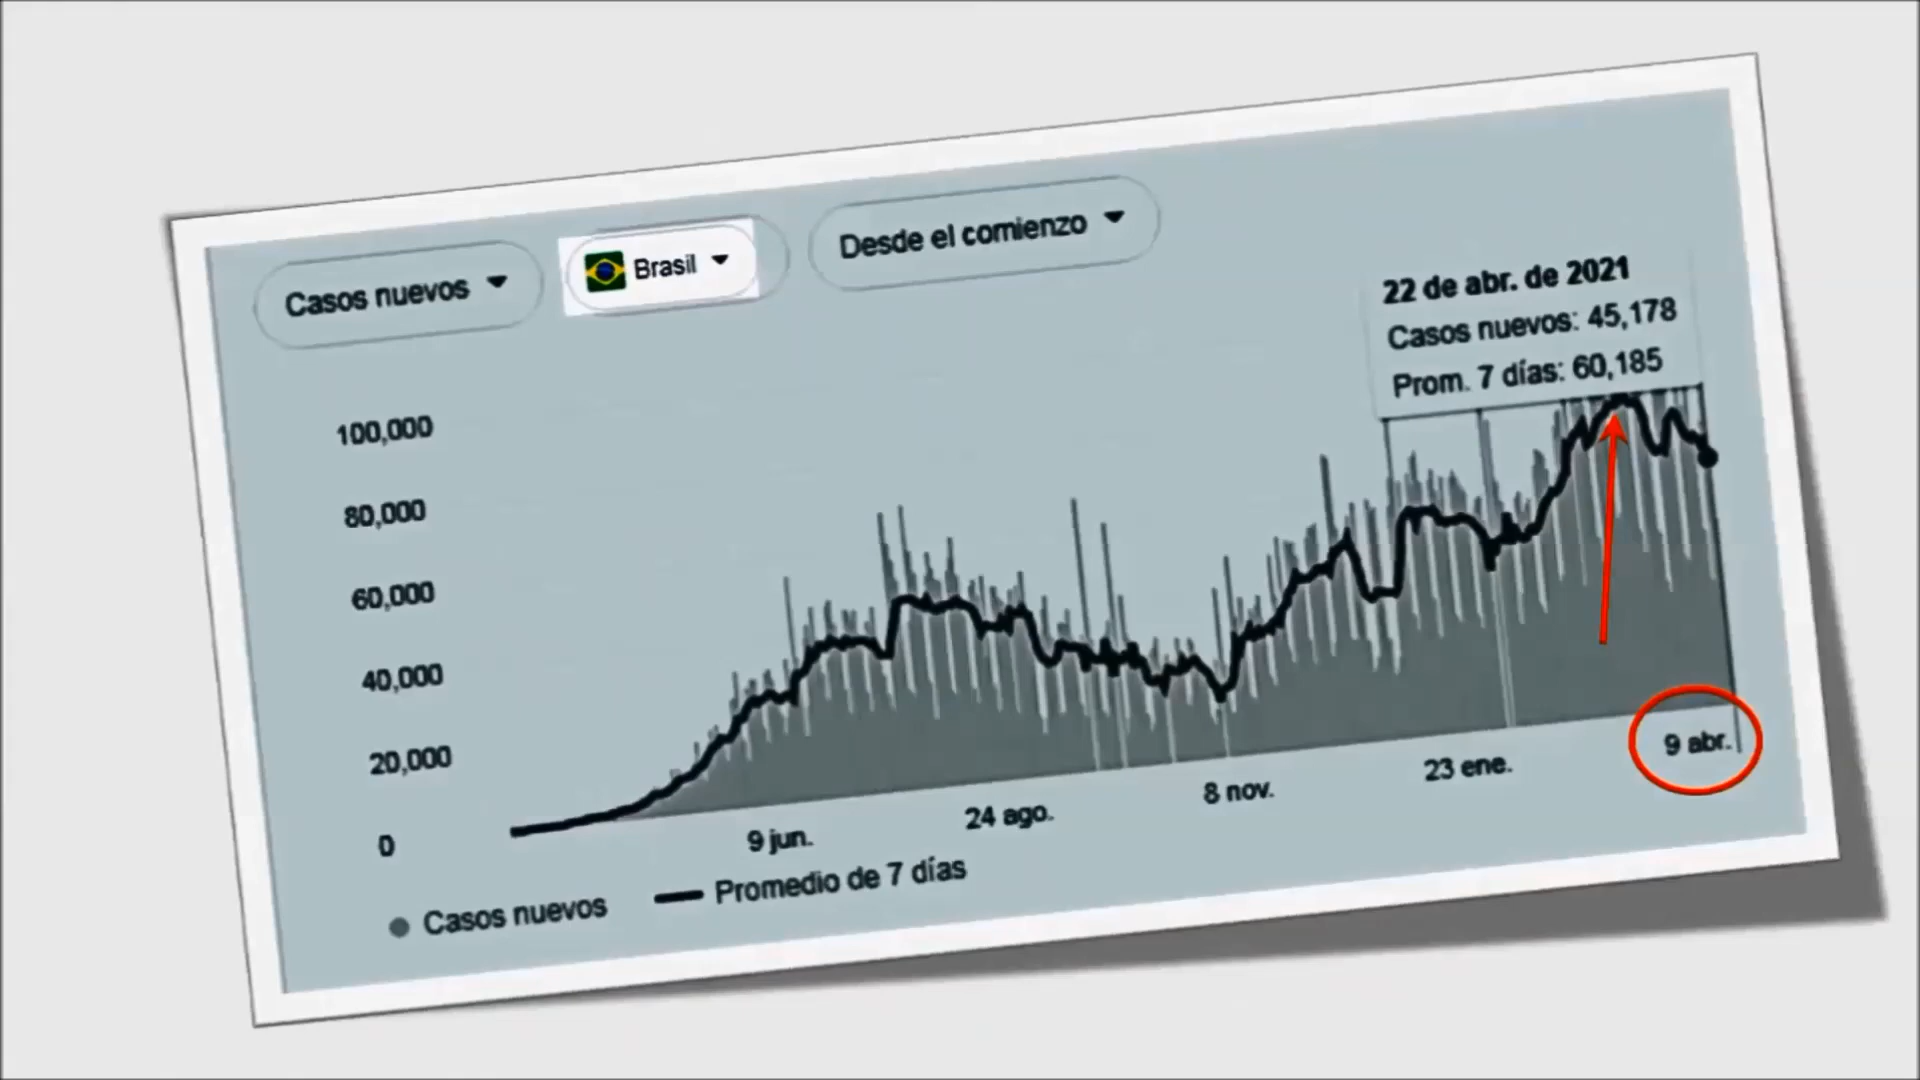 Casos nuevos
Brasil
Desde el comienzo
22 de abr. de 2021
Casos nuevos: 45,178
Prom. 7 días: 60,185
100,000
80,000
60,000
40,000
20,000
0
9 jun.
24 ago.
8 nov.
23 ene.
9 abr.
Casos nuevos
Promedio de 7 días